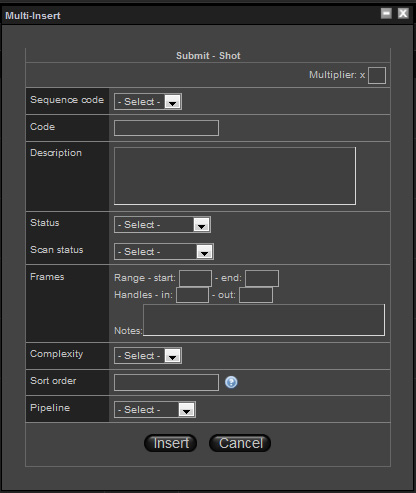 Multi-Insert
Submit - Shot
Multiplier: x
Sequence code - Select -
Code
Description
Status - Select -
Scan status - Select -
Frames Range - start: - end:
Handles - in: - out:
Notes:
Complexity - Select -
Sort order ?
Pipeline - Select -
Insert Cancel